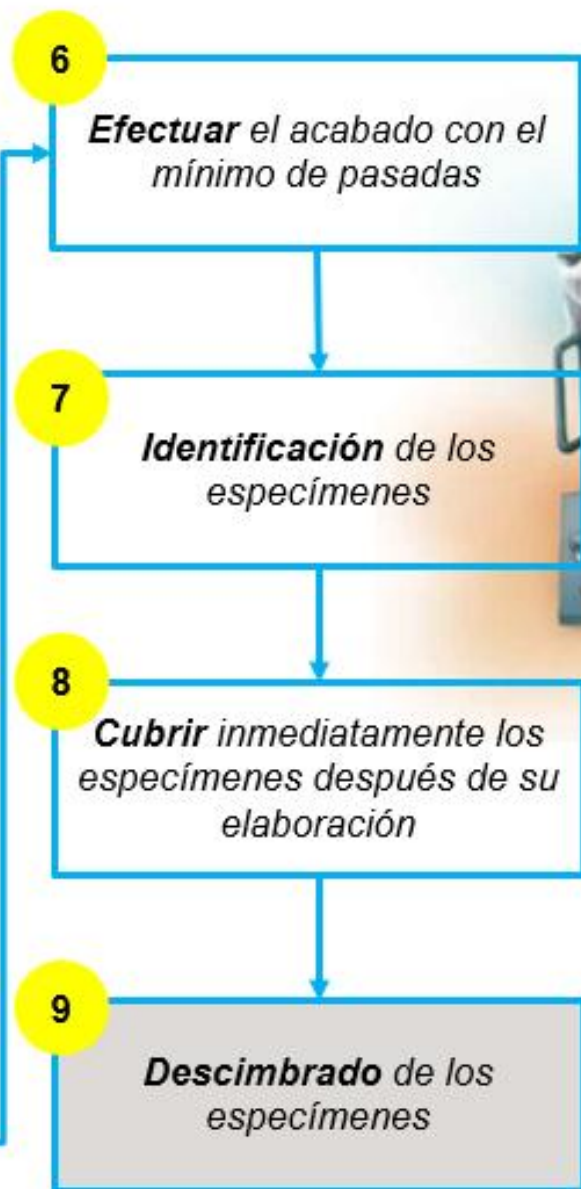 6
Efectuar el acabado con el
mínimo de pasadas
7
Identificación de los
especímenes
8
Cubrir inmediatamente los
especímenes después de su
elaboración
9
Descimbrado de los
especímenes